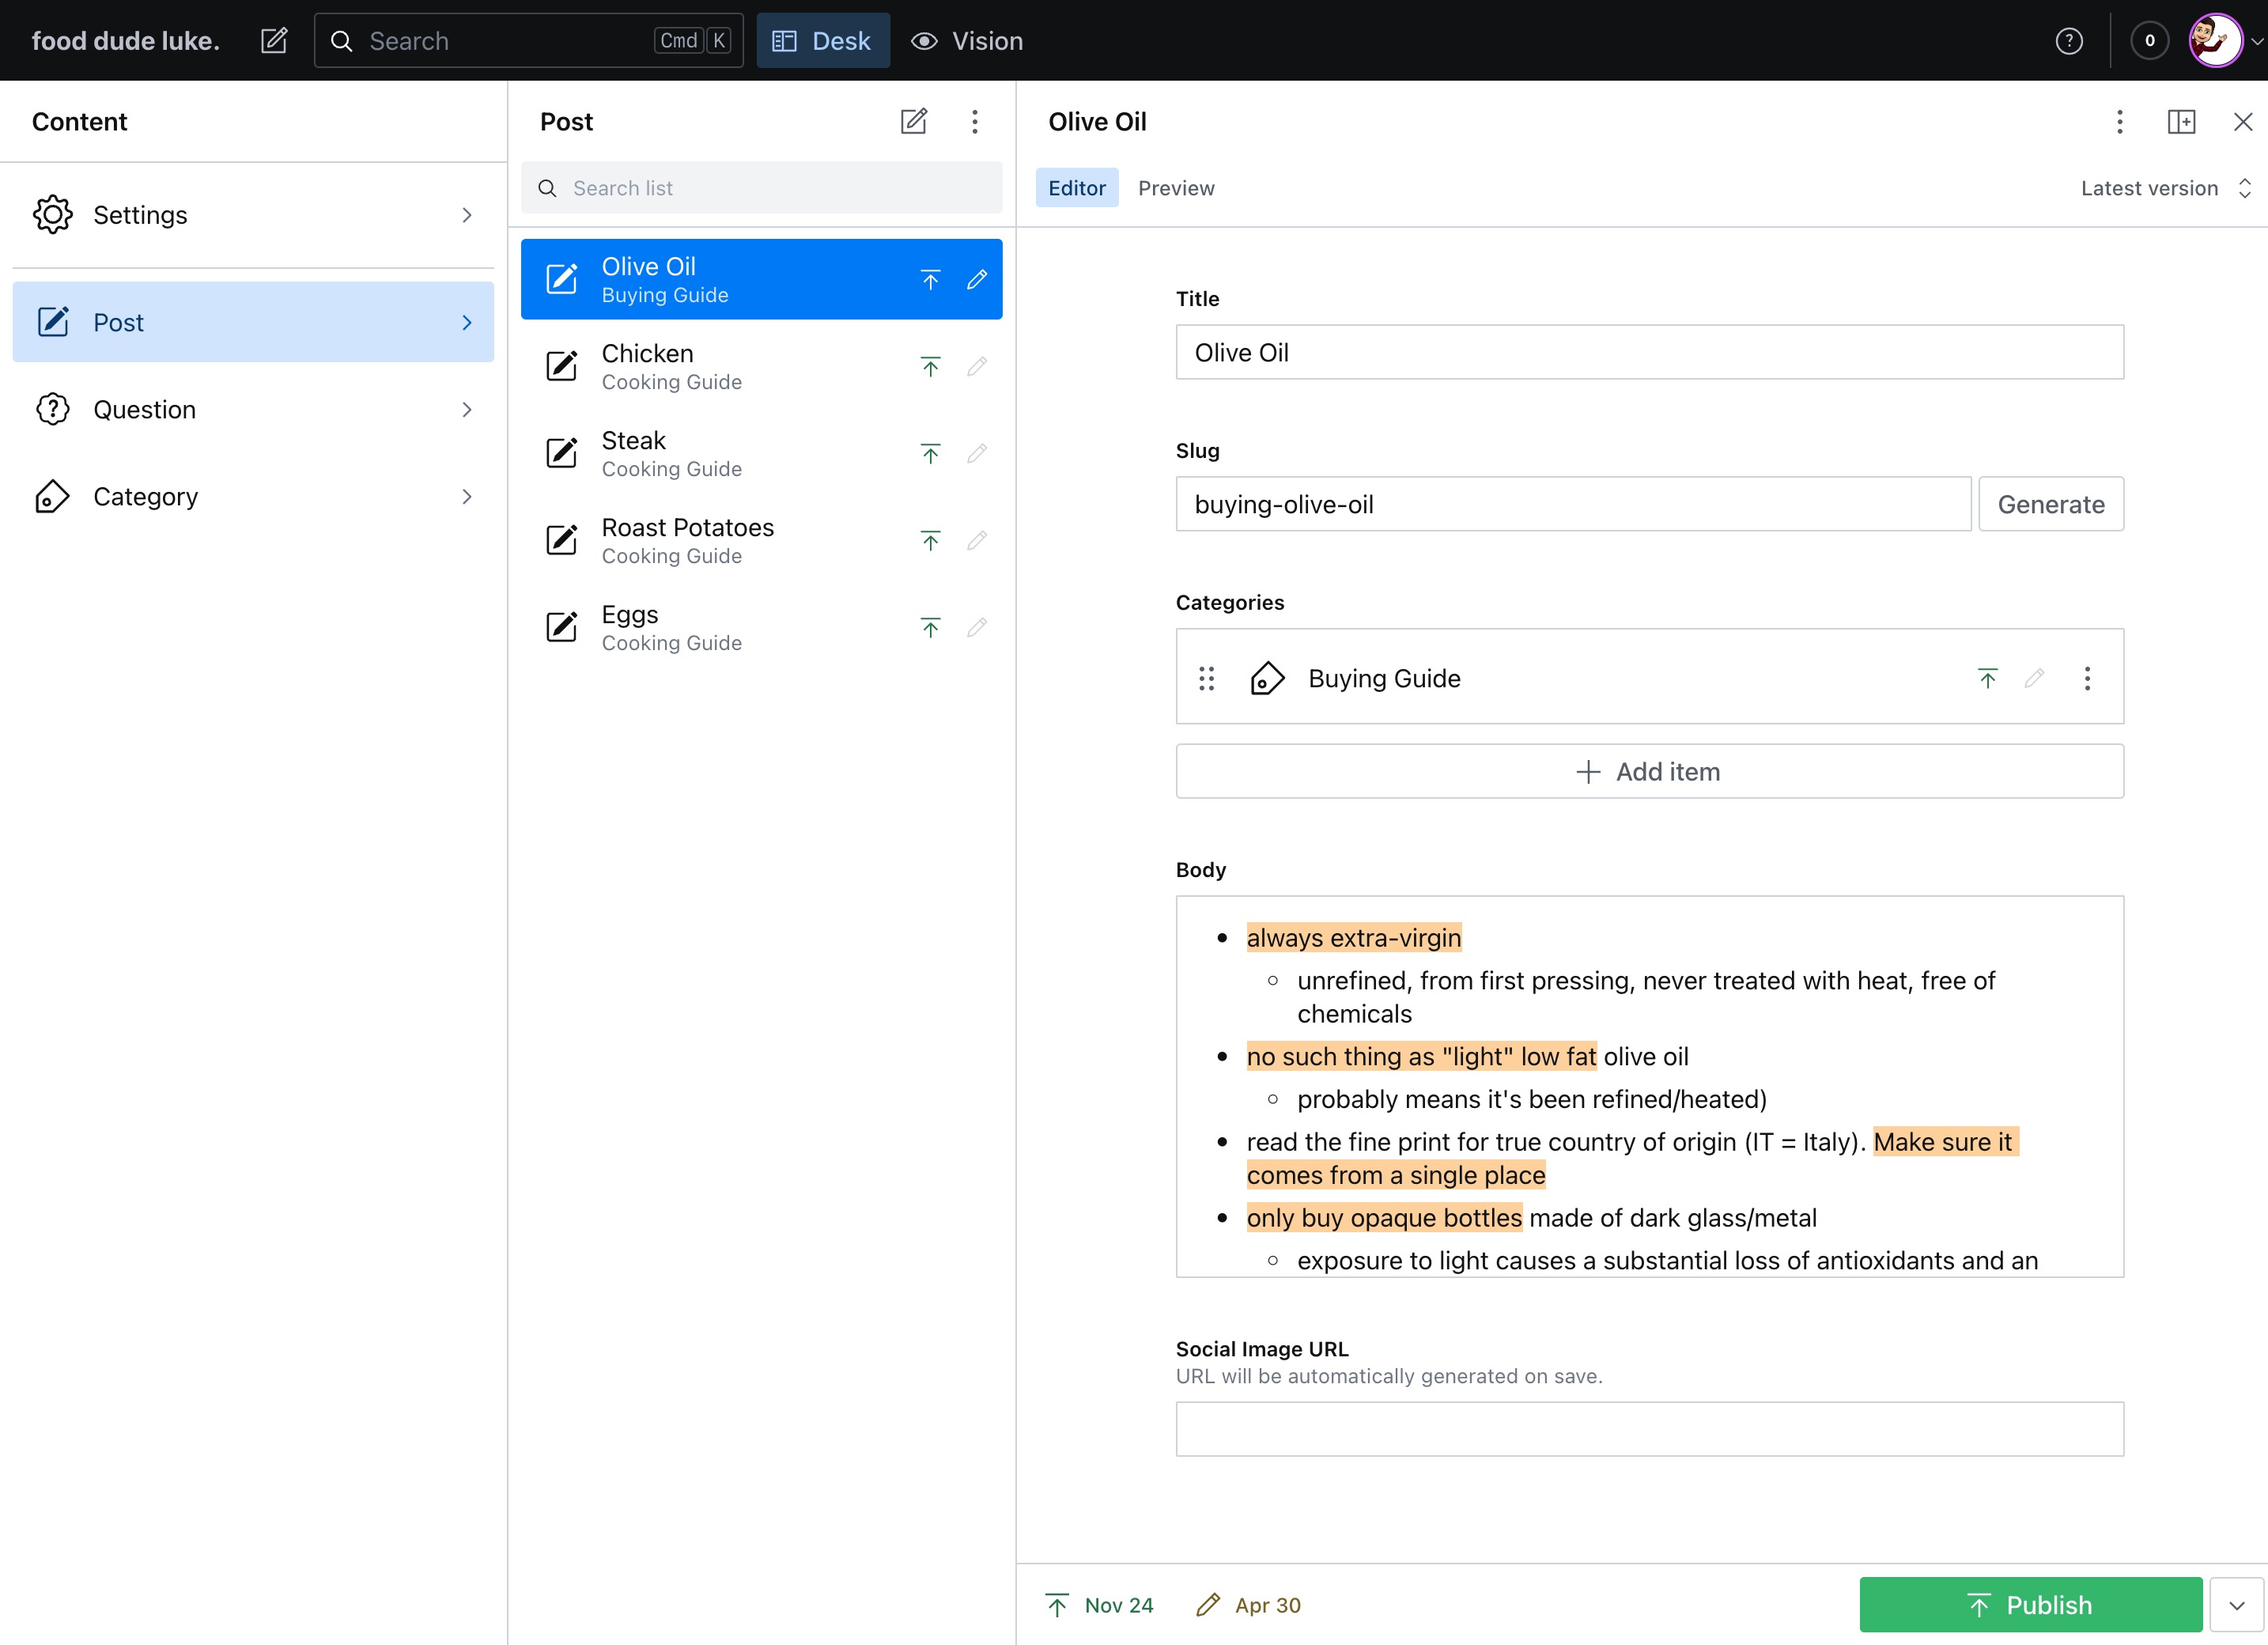 food dude luke.
Search
Cmd K
Desk
Vision
?
0
Content
Settings
Post
Question
Category
Post
Search list
Olive Oil
Buying Guide
Chicken
Cooking Guide
Steak
Cooking Guide
Roast Potatoes
Cooking Guide
Eggs
Cooking Guide
Olive Oil
Editor
Preview
Latest version
Title
Olive Oil
Slug
buying-olive-oil
Generate
Categories
Buying Guide
Add item
Body
always extra-virgin
unrefined, from first pressing, never treated with heat, free of
chemicals
no such thing as "light" low fat olive oil
probably means it's been refined/heated)
read the fine print for true country of origin (IT = Italy). Make sure it
comes from a single place
only buy opaque bottles made of dark glass/metal
exposure to light causes a substantial loss of antioxidants and an
Social Image URL
URL will be automatically generated on save.
Nov 24
Apr 30
Publish